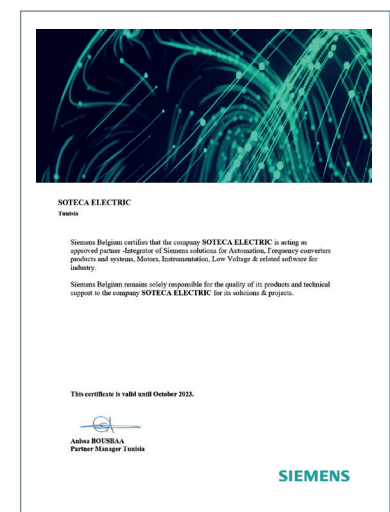 SOTECA ELECTRIC
Tunisia
Siemens Belgium certifies that the company SOTECA ELECTRIC is acting as
approved partner -Integrator of Siemens solutions for Automation, Frequency converters
products and systems, Motors, Instrumentation, Low Voltage & related software for
industry.
Siemens Belgium remains solely responsible for the quality of its products and technical
support to the company SOTECA ELECTRIC for its solutions & projects.
This certificate is valid until October 2023.
Anissa BOUSBAA
Partner Manager Tunisia
SIEMENS